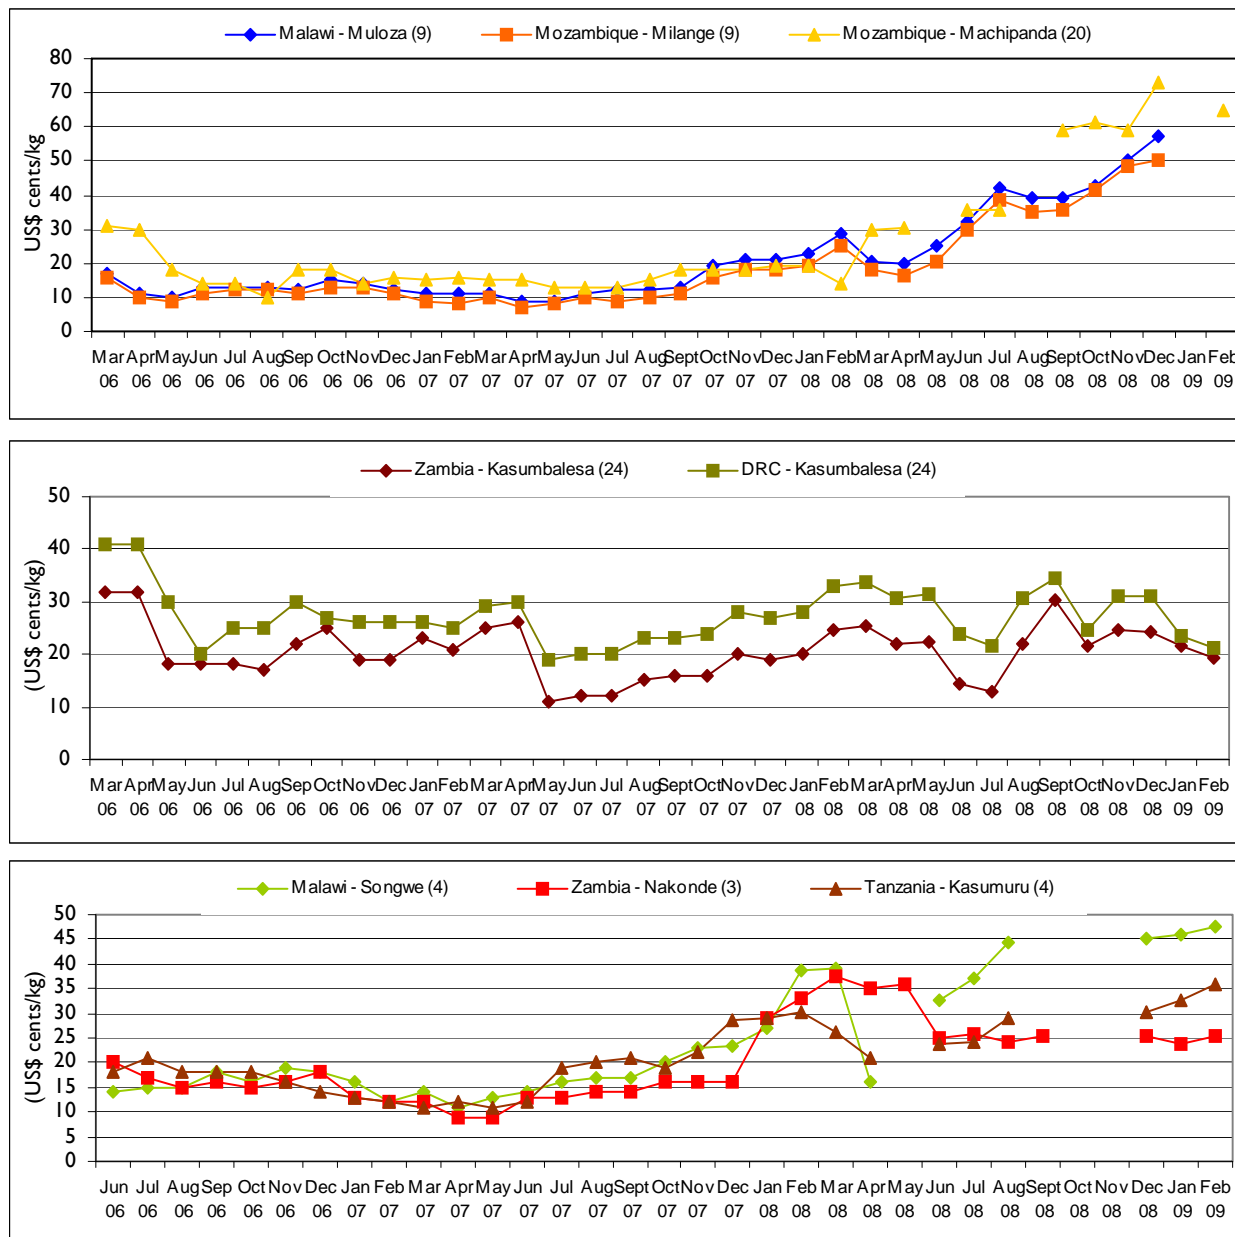 Malawi - Muloza (9) Mozambique - Milange (9) Mozambique - Machipanda (20)
US$ cents/kg
80
70
60
50
40
30
20
10
0
Mar Apr May Jun Jul Aug Sep Oct Nov Dec Jan Feb Mar Apr May Jun Jul Aug Sept Oct Nov Dec Jan Feb Mar Apr May Jun Jul Aug Sept Oct Nov Dec Jan Feb
06 06 06 06 06 06 06 06 06 06 07 07 07 07 07 07 07 07 07 07 07 07 08 08 08 08 08 08 08 08 08 08 08 08 09 09
Zambia - Kasumbalesa (24) DRC - Kasumbalesa (24)
(US$ cents/kg)
50
40
30
20
10
0
Mar Apr May Jun Jul Aug Sep Oct Nov Dec Jan Feb Mar Apr May Jun Jul Aug Sept Oct Nov Dec Jan Feb Mar Apr May Jun Jul Aug Sept Oct Nov Dec Jan Feb
06 06 06 06 06 06 06 06 06 06 07 07 07 07 07 07 07 07 07 07 07 07 08 08 08 08 08 08 08 08 08 08 08 08 09 09
Malawi - Songwe (4) Zambia - Nakonde (3) Tanzania - Kasumuru (4)
(US$ cents/kg)
50
45
40
35
30
25
20
15
10
5
0
Jun Jul Aug Sep Oct Nov Dec Jan Feb Mar Apr May Jun Jul Aug Sept Oct Nov Dec Jan Feb Mar Apr May Jun Jul Aug Sept Oct Nov Dec Jan Feb
06 06 06 06 06 06 06 07 07 07 07 07 07 07 07 07 07 07 07 08 08 08 08 08 08 08 08 08 08 08 08 09 09